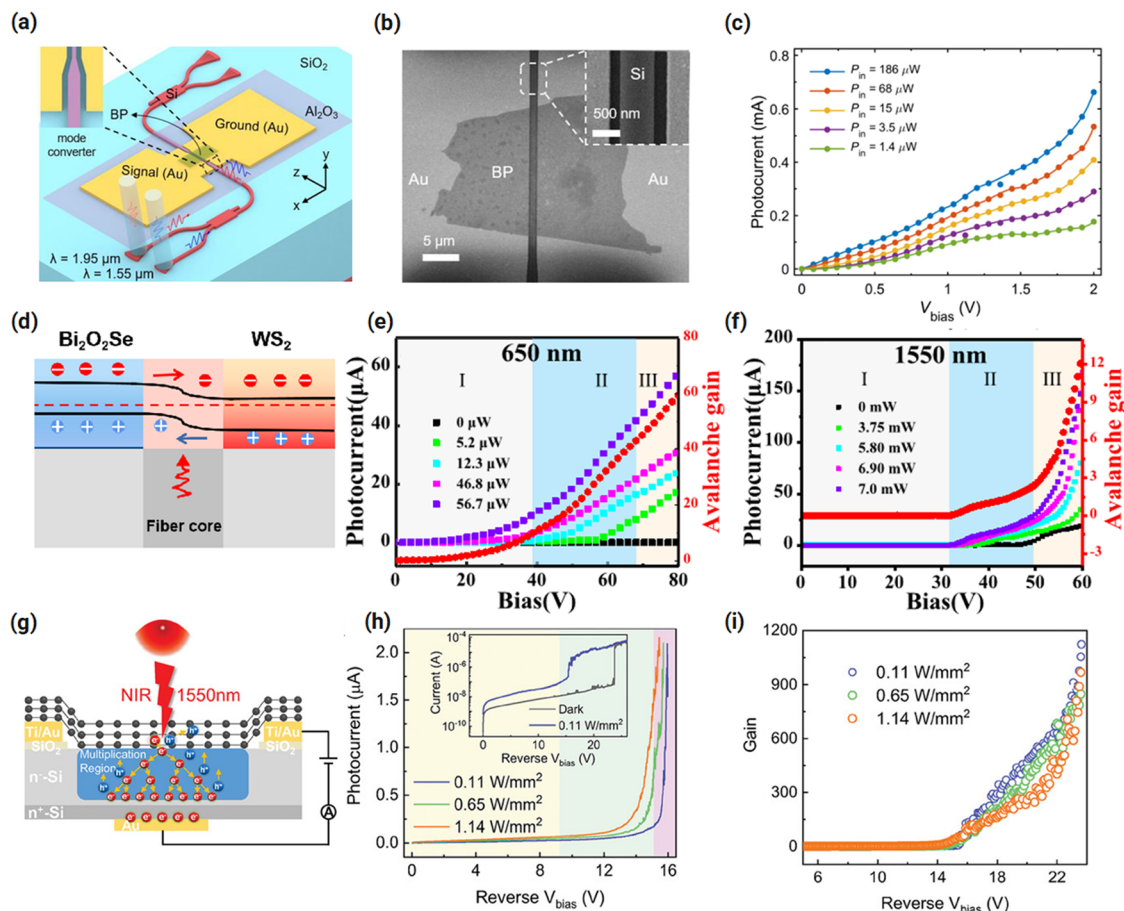 (a)
SiO₂
Si
BP
Al₂O₃
mode
converter
Ground (Au)
Signal (Au)
y
z
x
λ = 1.95 μm
λ = 1.55 μm
(b)
Si
500 nm
Au
BP
Au
5 μm
(c)
Photocurrent (mA)
0.6
0.4
0.2
0
Pin = 186 μW
Pin = 68 μW
Pin = 15 μW
Pin = 3.5 μW
Pin = 1.4 μW
0 0.5 1 1.5 2
Vbias (V)
(d)
Bi₂O₂Se WS₂
Fiber core
(e)
650 nm
Photocurrent(μA)
60
40
20
0
I II III
0 μW
5.2 μW
12.3 μW
46.8 μW
56.7 μW
80
60
40
20
0
Avalanche gain
0 10 20 30 40 50 60 70 80
Bias(V)
(f)
1550 nm
Photocurrent(μA)
200
175
150
125
100
75
50
25
0
I II III
0 mW
3.75 mW
5.80 mW
6.90 mW
7.0 mW
12
9
6
3
0
-3
Avalanche gain
0 10 20 30 40 50 60
Bias(V)
(g)
NIR 1550nm
Ti/Au Ti/Au
SiO₂ SiO₂
Multiplication
Region
n⁻-Si
n⁺-Si
Au
A
(h)
Photocurrent (μA)
2.0
1.5
1.0
0.5
0.0
Current (A)
10⁻⁴
10⁻⁶
10⁻⁸
10⁻¹⁰
Dark
0.11 W/mm²
0 10 20
Reverse Vbias (V)
0.11 W/mm²
0.65 W/mm²
1.14 W/mm²
0 4 8 12 16
Reverse Vbias (V)
(i)
Gain
1200
900
600
300
0
0.11 W/mm²
0.65 W/mm²
1.14 W/mm²
6 10 14 18 22
Reverse Vbias (V)